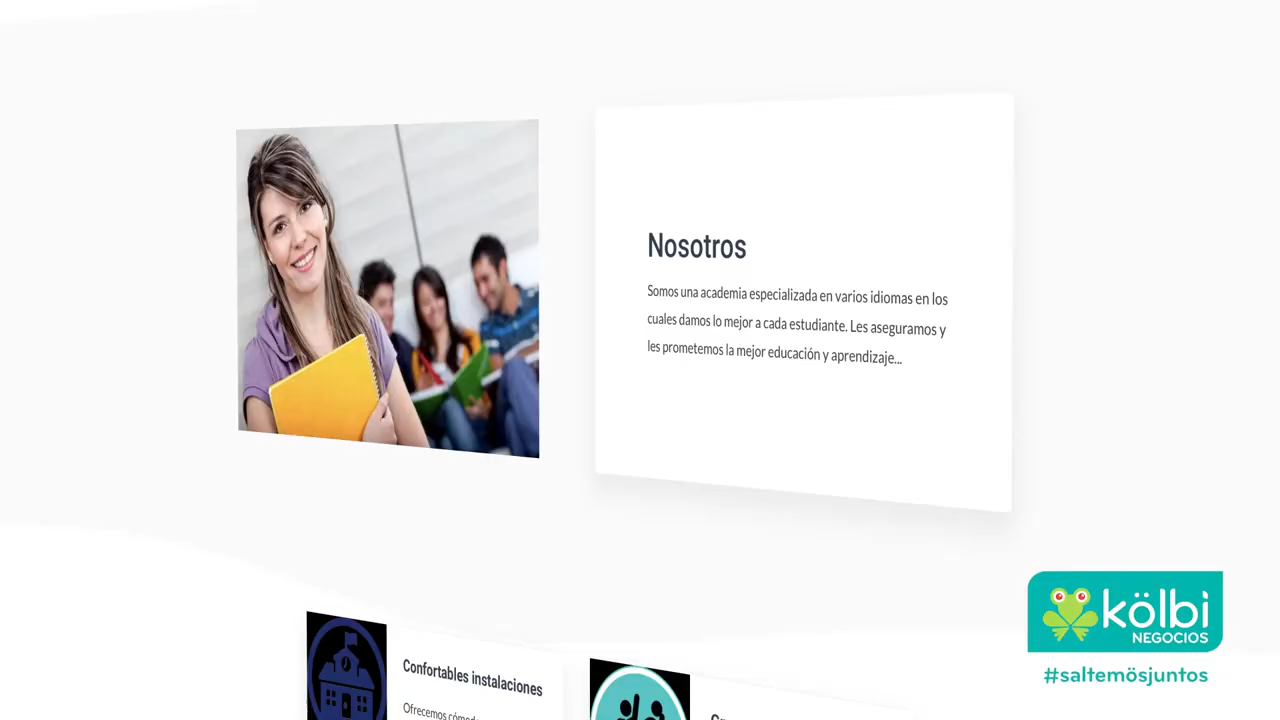 Nosotros
Somos una academia especializada en varios idiomas en los
cuales damos lo mejor a cada estudiante. Les aseguramos y
les prometemos la mejor educación y aprendizaje...
kölbi
NEGOCIOS
#saltemösjuntos
Confortables instalaciones
Ofrecemos